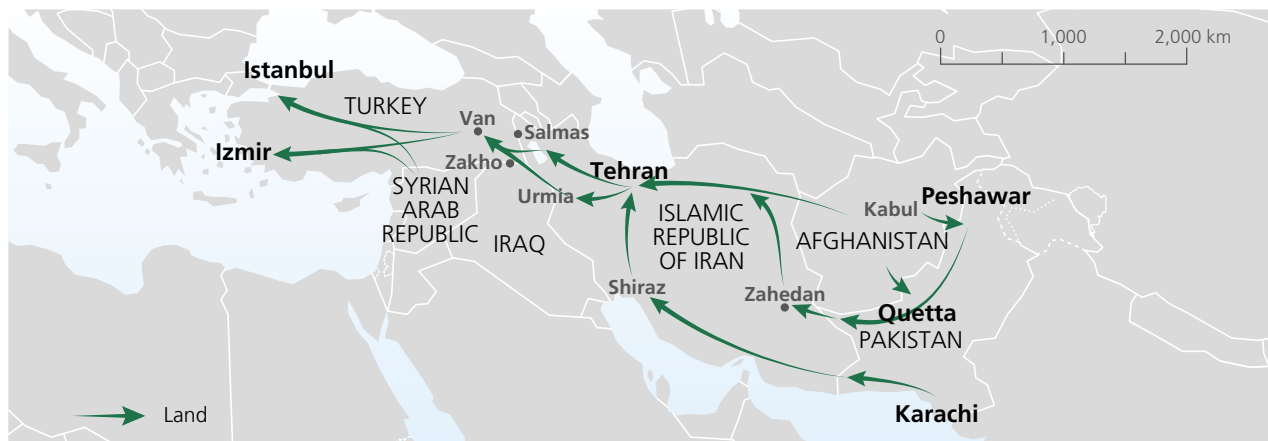 0 1,000 2,000 km
Istanbul
TURKEY
Van
Salmas
Izmir
Zakho
Tehran
Urmia
SYRIAN
ARAB
REPUBLIC
IRAQ
ISLAMIC
REPUBLIC
OF IRAN
Peshawar
Kabul
AFGHANISTAN
Shiraz
Zahedan
Quetta
PAKISTAN
Karachi
Land